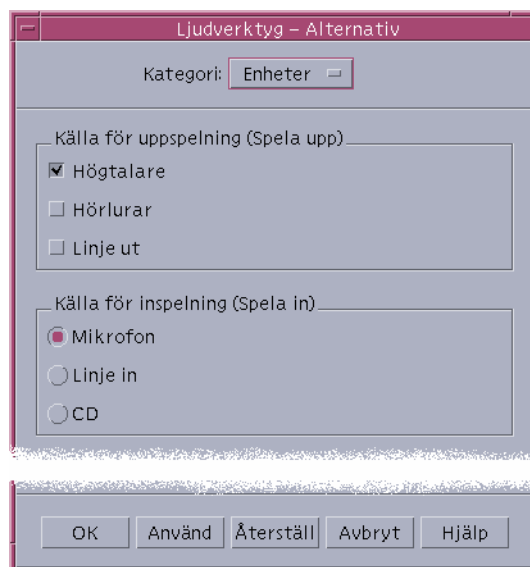 Ljudverktyg – Alternativ
Kategori: Enheter
Källa för uppspelning (Spela upp)
Högtalare
Hörlurar
Linje ut
Källa för inspelning (Spela in)
Mikrofon
Linje in
CD
OK Använd Återställ Avbryt Hjälp